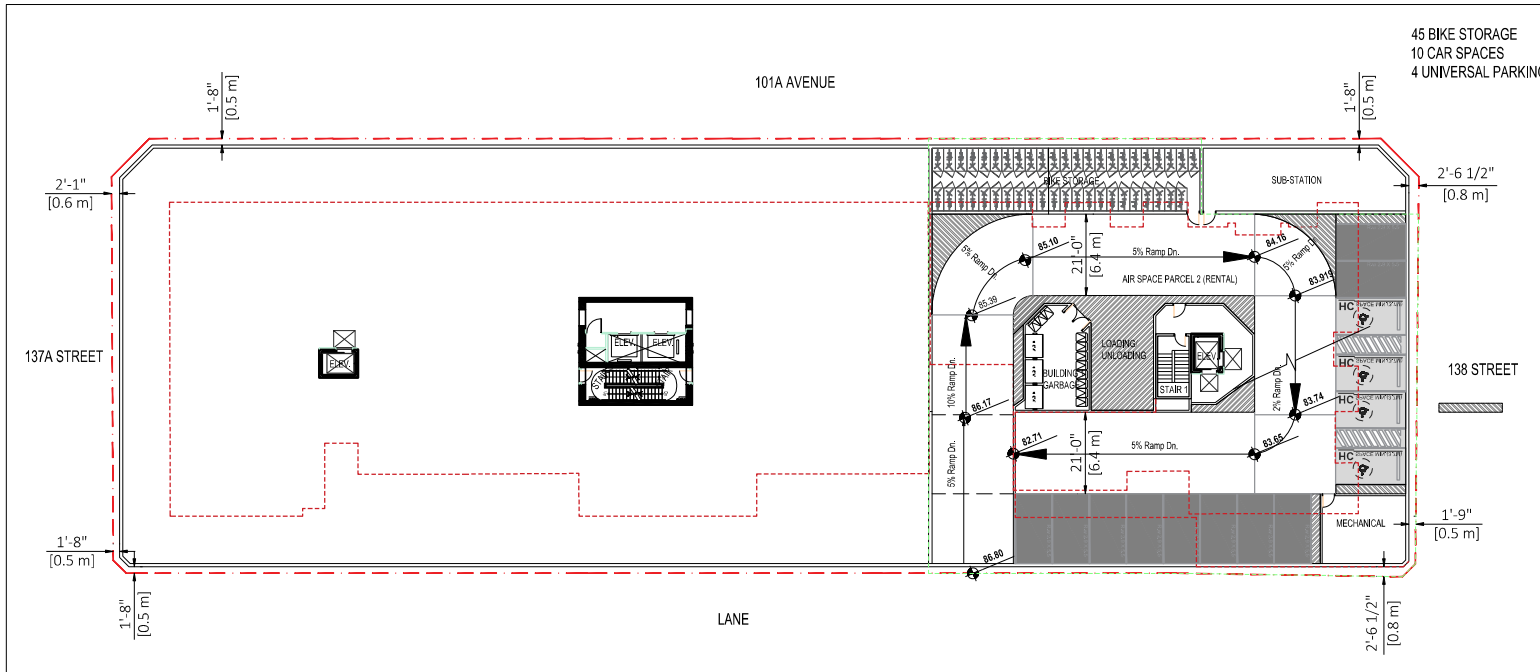 45 BIKE STORAGE
10 CAR SPACES
4 UNIVERSAL PARKING
101A AVENUE
1'-8"
[0.5 m]
1'-8"
[0.5 m]
2'-1"
[0.6 m]
2'-6 1/2"
[0.8 m]
BIKE STORAGE
SUB-STATION
85.10
5% Ramp Dn.
84.16
5% Ramp Dn.
5% Ramp Dn.
21'-0"
[6.4 m]
AIR SPACE PARCEL 2 (RENTAL)
83.919
85.39
HC
137A STREET
ELEV.
ELEV.
ELEV.
LOADING/
UNLOADING
ELEV.
138 STREET
HC
STAIR
BUILDING
GARBAGE
STAIR 1
10% Ramp Dn.
2% Ramp Dn.
HC
86.17
83.74
82.71
21'-0"
[6.4 m]
5% Ramp Dn.
83.65
HC
5% Ramp Dn.
MECHANICAL
1'-8"
[0.5 m]
1'-9"
[0.5 m]
86.80
1'-8"
[0.5 m]
LANE
2'-6 1/2"
[0.8 m]